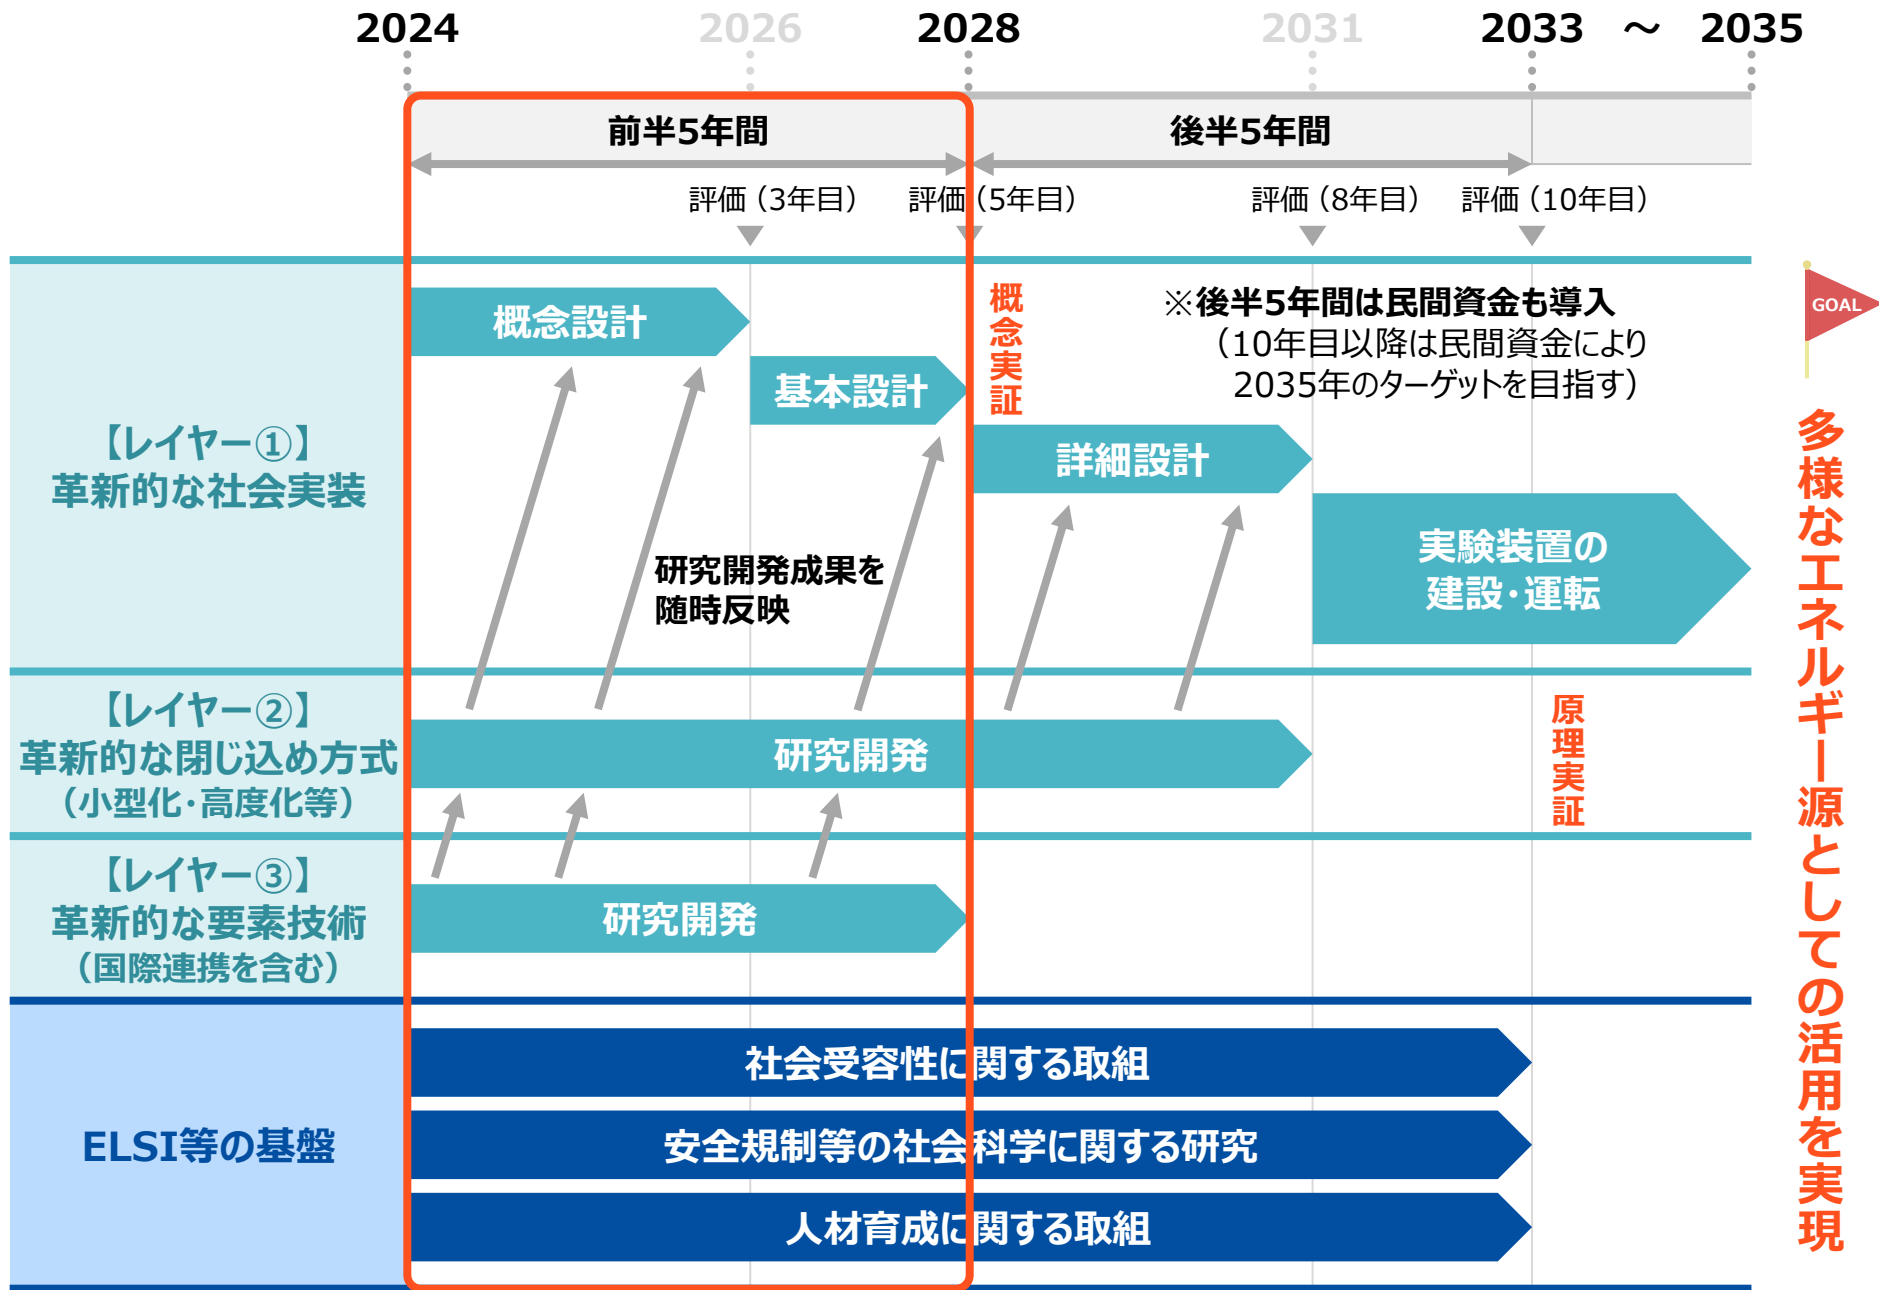 2024
2026
2028
2031
2033 ～ 2035
前半5年間
後半5年間
評価（3年目）
評価（5年目）
評価（8年目）
評価（10年目）
【レイヤー①】
革新的な社会実装
概念設計
基本設計
概念実証
詳細設計
実験装置の
建設・運転
※後半5年間は民間資金も導入
（10年目以降は民間資金により
2035年のターゲットを目指す）
研究開発成果を
随時反映
【レイヤー②】
革新的な閉じ込め方式
（小型化・高度化等）
研究開発
原理実証
【レイヤー③】
革新的な要素技術
（国際連携を含む）
研究開発
ELSI等の基盤
社会受容性に関する取組
安全規制等の社会科学に関する研究
人材育成に関する取組
GOAL
多様なエネルギー源としての活用を実現